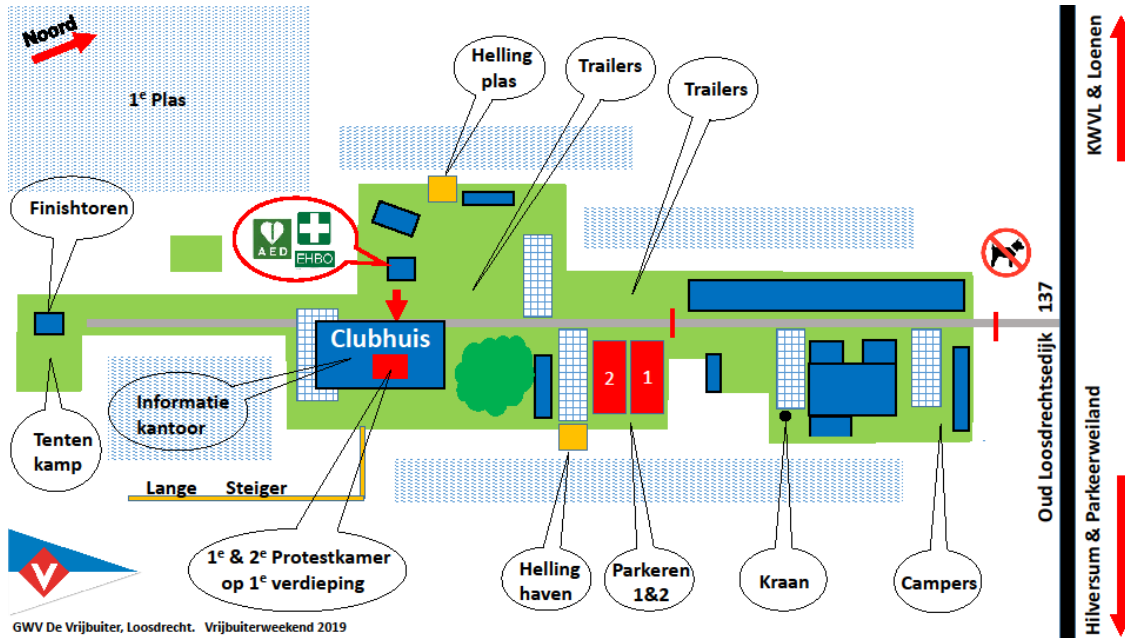 Noord
1e Plas
Helling
plas
Trailers
Trailers
KWVL & Loenen
Finishtoren
AED
EHBO
137
Clubhuis
2
1
Informatie
kantoor
Tenten
kamp
Lange Steiger
Oud Loosdrechtsedijk
Hilversum & Parkeerweiland
1e & 2e Protestkamer
op 1e verdieping
Helling
haven
Parkeren
1&2
Kraan
Campers
V
GWV De Vrijbuiter, Loosdrecht. Vrijbuiterweekend 2019